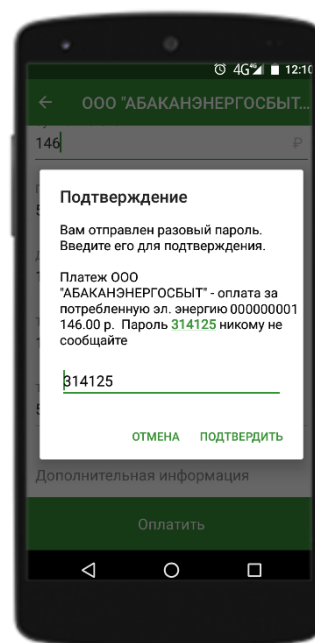 4G 12:10
← ООО "АБАКАНЭНЕРГОСБЫТ...
146 ₽
Подтверждение
Вам отправлен разовый пароль.
Введите его для подтверждения.
Платеж ООО
"АБАКАНЭНЕРГОСБЫТ" - оплата за
потребленную эл. энергию 000000001
146.00 р. Пароль 314125 никому не
сообщайте
314125
ОТМЕНА ПОДТВЕРДИТЬ
Дополнительная информация
Оплатить